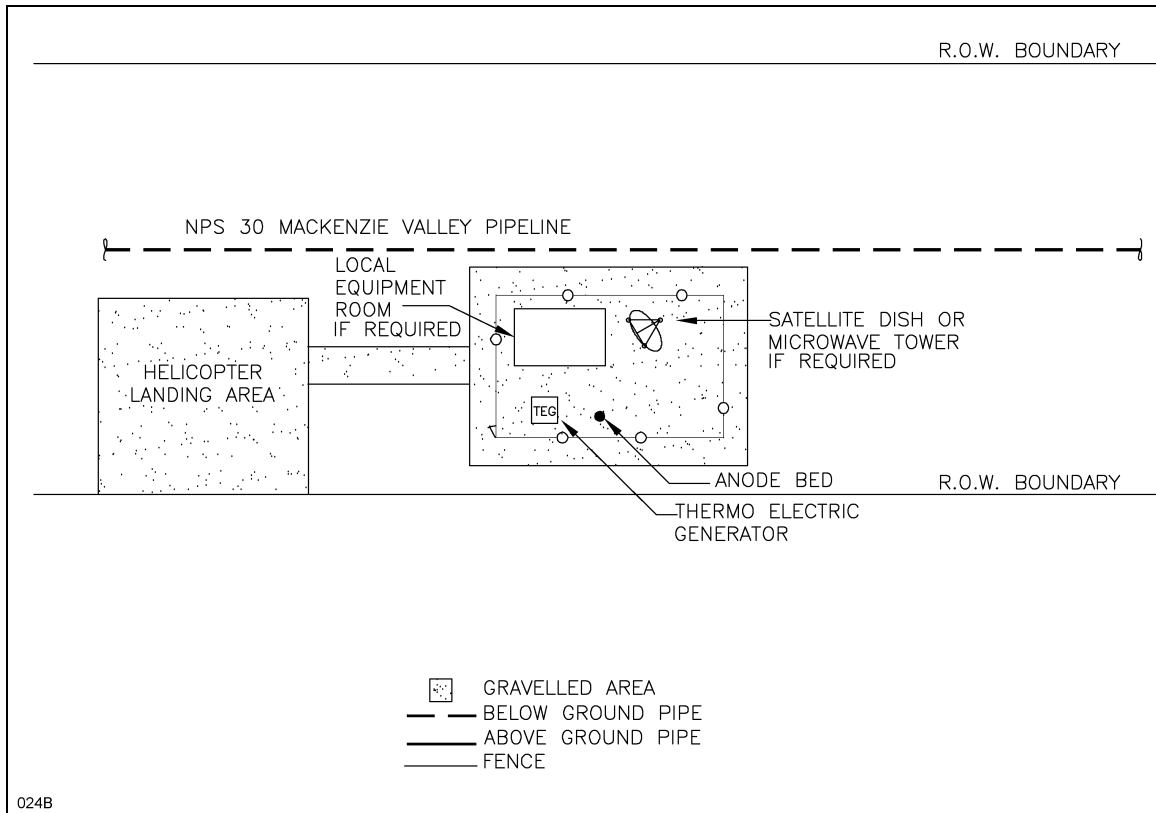 R.O.W. BOUNDARY
NPS 30 MACKENZIE VALLEY PIPELINE
LOCAL
EQUIPMENT
ROOM
IF REQUIRED
SATELLITE DISH OR
MICROWAVE TOWER
IF REQUIRED
HELICOPTER
LANDING AREA
TEG
ANODE BED
R.O.W. BOUNDARY
THERMO ELECTRIC
GENERATOR
GRAVELLED AREA
BELOW GROUND PIPE
ABOVE GROUND PIPE
FENCE
024B